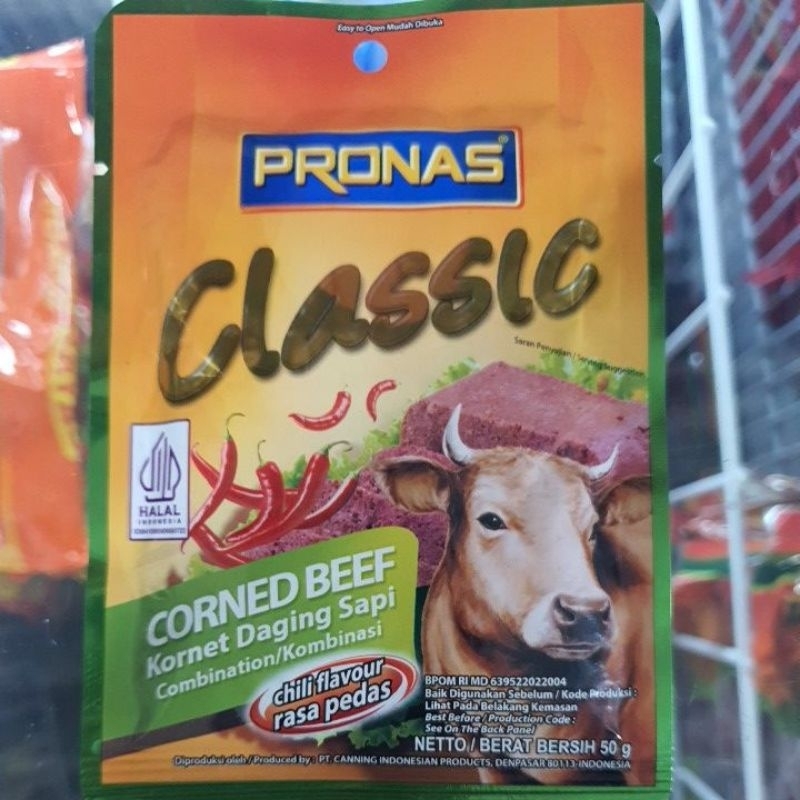 Easy to Open Mudah Dibuka
PRONAS®
Classic
Saran Penyajian / Serving Suggestion
HALAL
INDONESIA
CORNED BEEF
Kornet Daging Sapi
Combination/Kombinasi
chili flavour
rasa pedas
BPOM RI MD 639522022004
Baik Digunakan Sebelum / Kode Produksi :
Lihat Pada Belakang Kemasan
Best Before / Production Code :
See On The Back Panel
NETTO / BERAT BERSIH 50 g
Diproduksi oleh / Produced by : PT. CANNING INDONESIAN PRODUCTS, DENPASAR 80113-INDONESIA